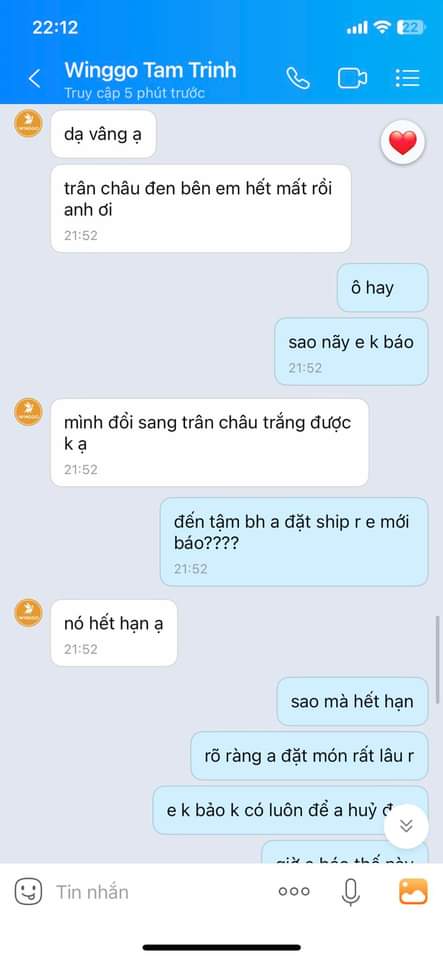 22:12
22
Winggo Tam Trinh
Truy cập 5 phút trước
WINGGO
dạ vâng ạ
trân châu đen bên em hết mất rồi
anh ơi
21:52
ô hay
sao nãy e k báo
21:52
WINGGO
mình đổi sang trân châu trắng được
k ạ
21:52
đến tậm bh a đặt ship r e mới
báo????
21:52
WINGGO
nó hết hạn ạ
21:52
sao mà hết hạn
rõ ràng a đặt món rất lâu r
e k bảo k có luôn để a huỷ
Tin nhắn